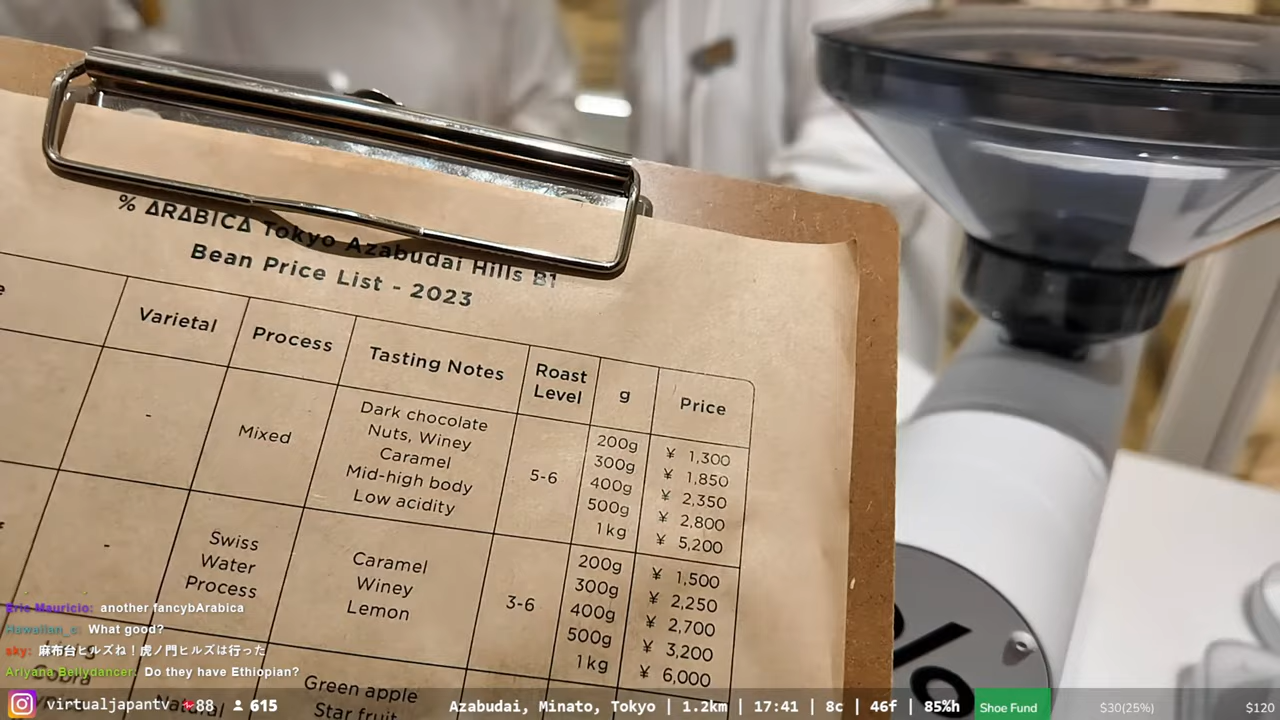 % ARABICA Tokyo Azabudai Hills B1
Bean Price List - 2023
Varietal
Process
Tasting Notes
Roast
Level
g
Price
-
Mixed
Dark chocolate
Nuts, Winey
Caramel
Mid-high body
Low acidity
5-6
200g
300g
400g
500g
1kg
¥ 1,300
¥ 1,850
¥ 2,350
¥ 2,800
¥ 5,200
-
Swiss
Water
Process
Caramel
Winey
Lemon
3-6
200g
300g
400g
500g
1kg
¥ 1,500
¥ 2,250
¥ 2,700
¥ 3,200
¥ 6,000
Natural
Green apple
Star fruit
%
Eric Mauricio: another fancybArabica
Hawaiian_c: What good?
sky: 麻布台ヒルズね！虎ノ門ヒルズは行った
Ariyana Bellydancer: Do they have Ethiopian?
virtualjapantv 88 615
Azabudai, Minato, Tokyo | 1.2km | 17:41 | 8c | 46f | 85%h
Shoe Fund
$30(25%)
$120